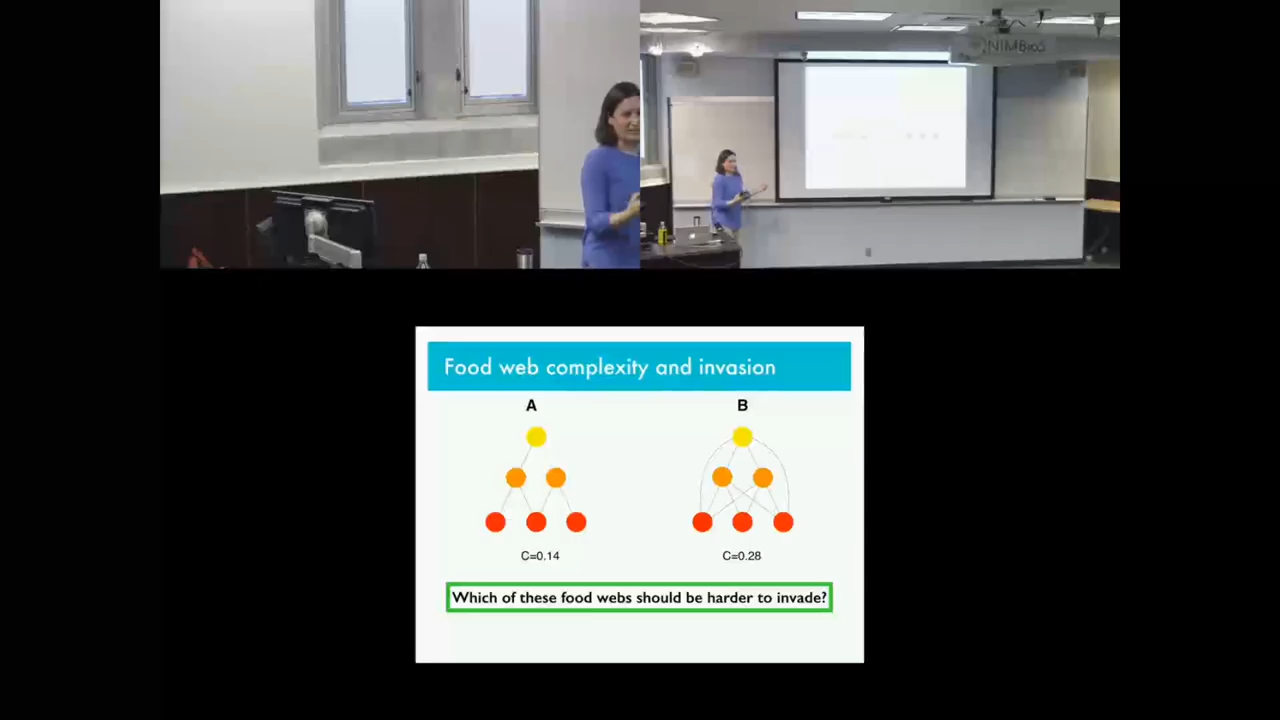 NIMBioS
Food web complexity and invasion
A
B
C=0.14
C=0.28
Which of these food webs should be harder to invade?